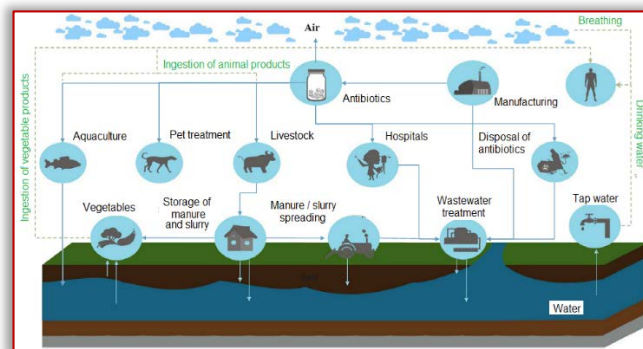 Air
Breathing
Ingestion of animal products
Antibiotics
Manufacturing
Ingestion of vegetable products
Drinking water
Aquaculture
Pet treatment
Livestock
Hospitals
Disposal of
antibiotics
Vegetables
Storage of
manure
and slurry
Manure / slurry
spreading
Wastewater
treatment
Tap water
Water